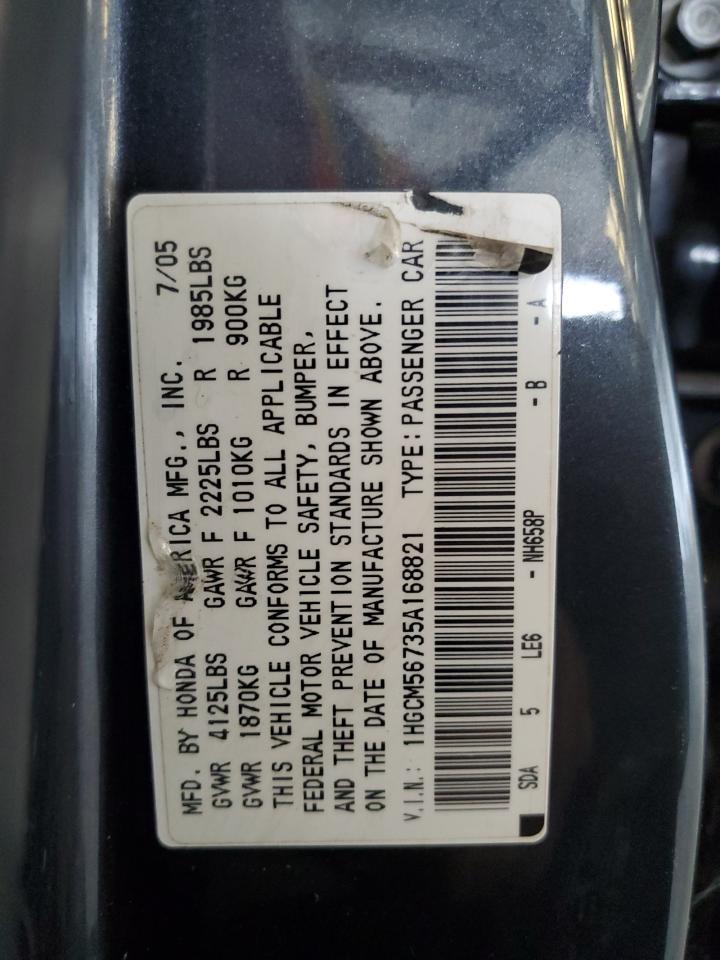 MFD. BY HONDA OF AMERICA MFG., INC. 7/05
GVWR 4125LBS GAWR F 2225LBS R 1985LBS
GVWR 1870KG GAWR F 1010KG R 900KG
THIS VEHICLE CONFORMS TO ALL APPLICABLE
FEDERAL MOTOR VEHICLE SAFETY, BUMPER,
AND THEFT PREVENTION STANDARDS IN EFFECT
ON THE DATE OF MANUFACTURE SHOWN ABOVE.
V.I.N.: 1HGCM56735A168821 TYPE: PASSENGER CAR
SDA 5 LE6 - NH658P - B - A